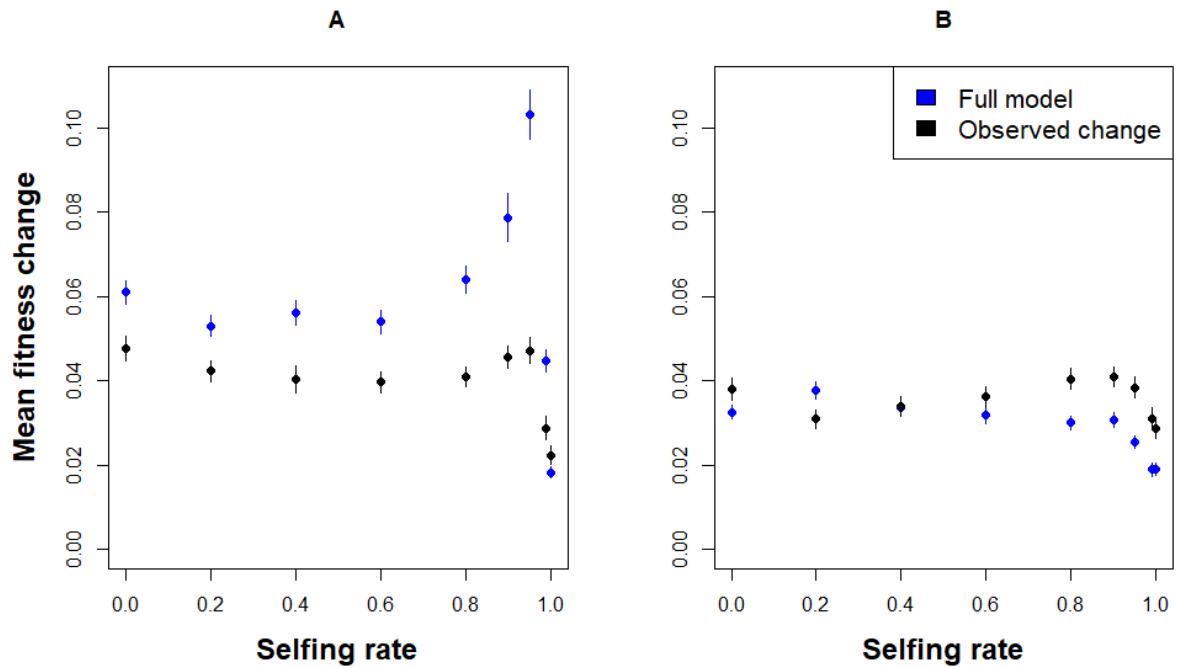 A
B
Mean fitness change
0.10
0.08
0.06
0.04
0.02
0.00
0.0 0.2 0.4 0.6 0.8 1.0
Selfing rate
Full model
Observed change
0.10
0.08
0.06
0.04
0.02
0.00
0.0 0.2 0.4 0.6 0.8 1.0
Selfing rate